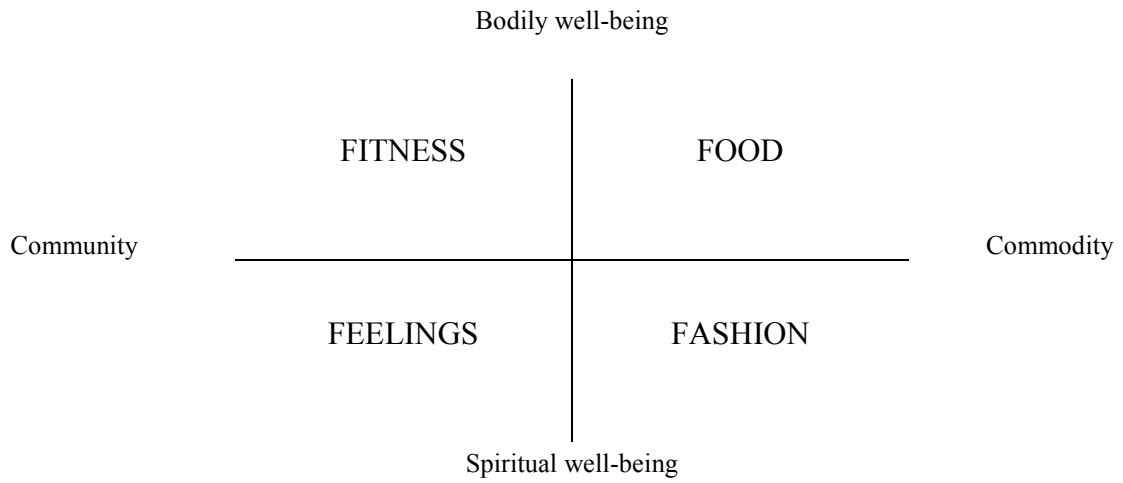 Bodily well-being
FITNESS FOOD
Community Commodity
FEELINGS FASHION
Spiritual well-being